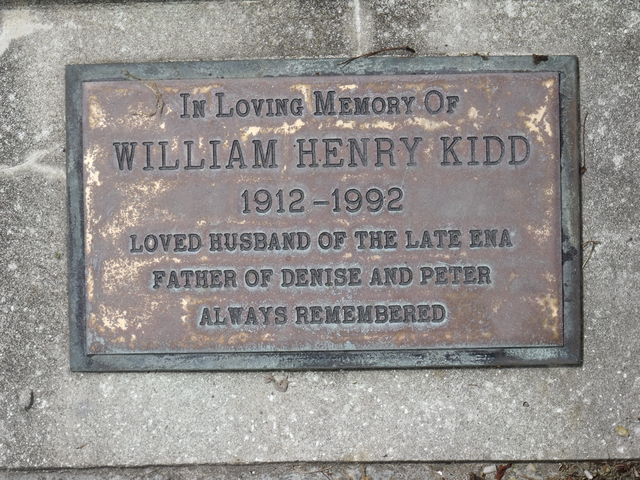 In Loving Memory Of
WILLIAM HENRY KIDD
1912-1992
LOVED HUSBAND OF THE LATE ENA
FATHER OF DENISE AND PETER
ALWAYS REMEMBERED